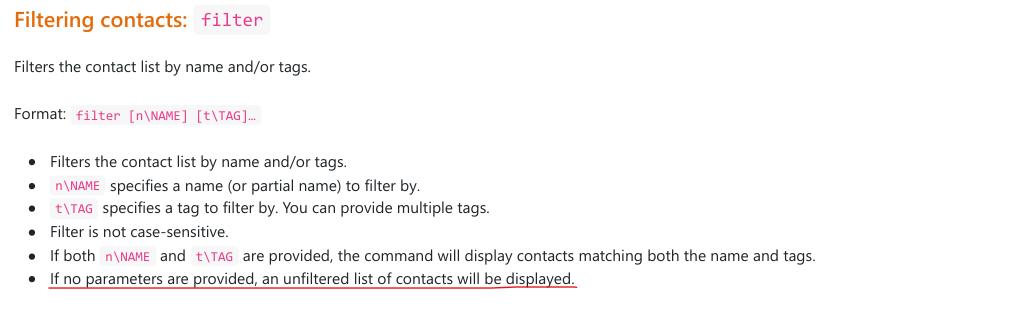 Filtering contacts: filter
Filters the contact list by name and/or tags.
Format: filter [n\NAME] [t\TAG]…
• Filters the contact list by name and/or tags.
• n\NAME specifies a name (or partial name) to filter by.
• t\TAG specifies a tag to filter by. You can provide multiple tags.
• Filter is not case-sensitive.
• If both n\NAME and t\TAG are provided, the command will display contacts matching both the name and tags.
• If no parameters are provided, an unfiltered list of contacts will be displayed.